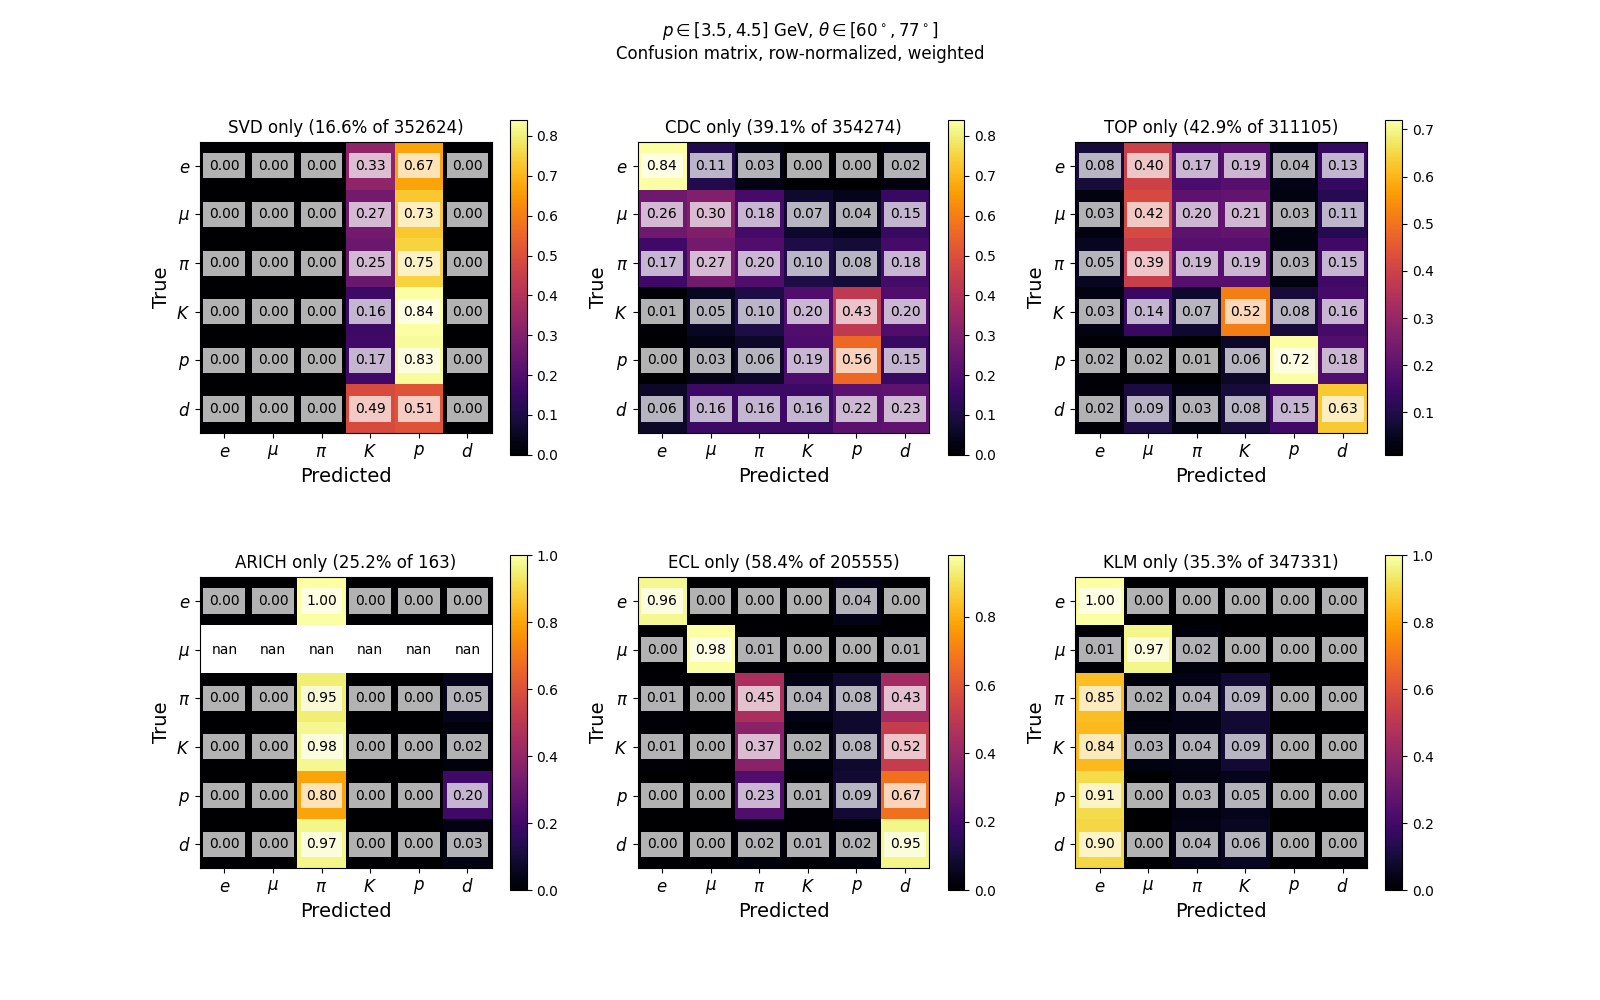 p ∈ [3.5, 4.5] GeV, θ ∈ [60°, 77°]
Confusion matrix, row-normalized, weighted
SVD only (16.6% of 352624)
True
e 0.00 0.00 0.00 0.33 0.67 0.00
μ 0.00 0.00 0.00 0.27 0.73 0.00
π 0.00 0.00 0.00 0.25 0.75 0.00
K 0.00 0.00 0.00 0.16 0.84 0.00
p 0.00 0.00 0.00 0.17 0.83 0.00
d 0.00 0.00 0.00 0.49 0.51 0.00
e μ π K p d
Predicted
0.8
0.7
0.6
0.5
0.4
0.3
0.2
0.1
0.0
CDC only (39.1% of 354274)
True
0.84 0.11 0.03 0.00 0.00 0.02
e
0.26 0.30 0.18 0.07 0.04 0.15
μ
0.17 0.27 0.20 0.10 0.08 0.18
π
0.01 0.05 0.10 0.20 0.43 0.20
K
0.00 0.03 0.06 0.19 0.56 0.15
p
0.06 0.16 0.16 0.16 0.22 0.23
d
e μ π K p d
Predicted
0.8
0.7
0.6
0.5
0.4
0.3
0.2
0.1
0.0
TOP only (42.9% of 311105)
True
e 0.08 0.40 0.17 0.19 0.04 0.13
μ 0.03 0.42 0.20 0.21 0.03 0.11
π 0.05 0.39 0.19 0.19 0.03 0.15
K 0.03 0.14 0.07 0.52 0.08 0.16
p 0.02 0.02 0.01 0.06 0.72 0.18
d 0.02 0.09 0.03 0.08 0.15 0.63
e μ π K p d
Predicted
0.7
0.6
0.5
0.4
0.3
0.2
0.1
ARICH only (25.2% of 163)
True
e 0.00 0.00 1.00 0.00 0.00 0.00
μ nan nan nan nan nan nan
π 0.00 0.00 0.95 0.00 0.00 0.05
K 0.00 0.00 0.98 0.00 0.00 0.02
p 0.00 0.00 0.80 0.00 0.00 0.20
d 0.00 0.00 0.97 0.00 0.00 0.03
e μ π K p d
Predicted
1.0
0.8
0.6
0.4
0.2
0.0
ECL only (58.4% of 205555)
True
e 0.96 0.00 0.00 0.00 0.04 0.00
μ 0.00 0.98 0.01 0.00 0.00 0.01
π 0.01 0.00 0.45 0.04 0.08 0.43
K 0.01 0.00 0.37 0.02 0.08 0.52
p 0.00 0.00 0.23 0.01 0.09 0.67
d 0.00 0.00 0.02 0.01 0.02 0.95
e μ π K p d
Predicted
0.8
0.6
0.4
0.2
0.0
KLM only (35.3% of 347331)
True
e 1.00 0.00 0.00 0.00 0.00 0.00
μ 0.01 0.97 0.02 0.00 0.00 0.00
π 0.85 0.02 0.04 0.09 0.00 0.00
K 0.84 0.03 0.04 0.09 0.00 0.00
p 0.91 0.00 0.03 0.05 0.00 0.00
d 0.90 0.00 0.04 0.06 0.00 0.00
e μ π K p d
Predicted
1.0
0.8
0.6
0.4
0.2
0.0